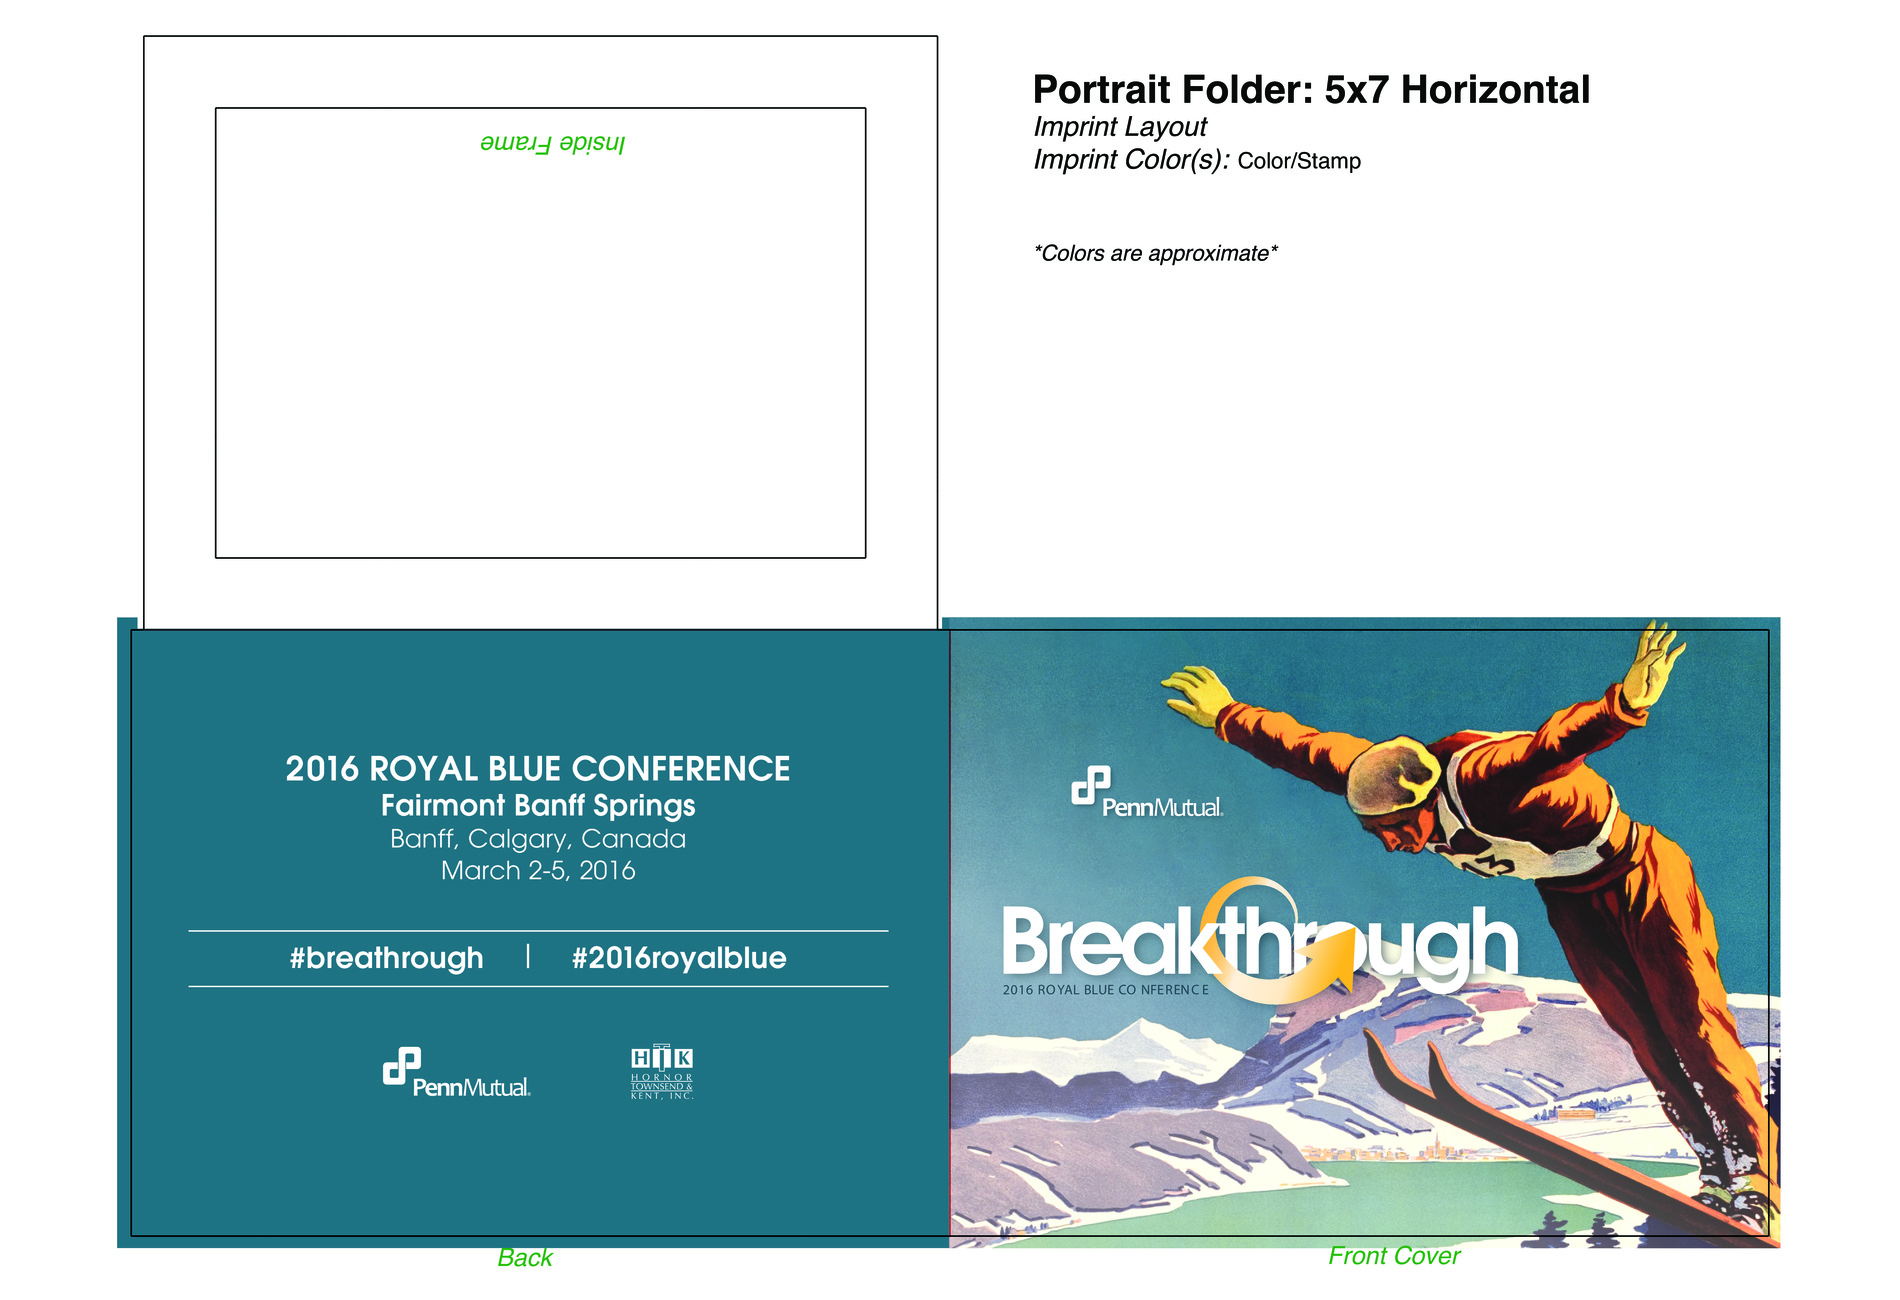 Portrait Folder: 5x7 Horizontal
Imprint Layout
Imprint Color(s): Color/Stamp
*Colors are approximate*
Inside Frame
2016 ROYAL BLUE CONFERENCE
Fairmont Banff Springs
Banff, Calgary, Canada
March 2-5, 2016
#breathrough | #2016royalblue
PennMutual®
HTK
HORNOR
TOWNSEND &
KENT, INC.
Back
PennMutual®
13
Breakthrough
2016 ROYAL BLUE CO NFERENC E
Front Cover